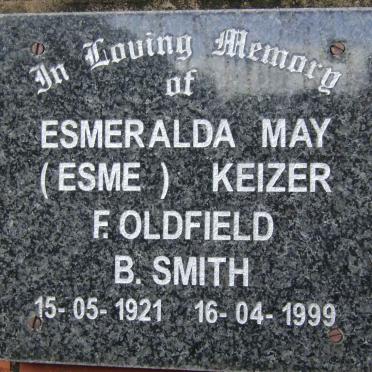 In Loving Memory
of
ESMERALDA MAY
(ESME ) KEIZER
F. OLDFIELD
B. SMITH
15-05-1921 16-04-1999